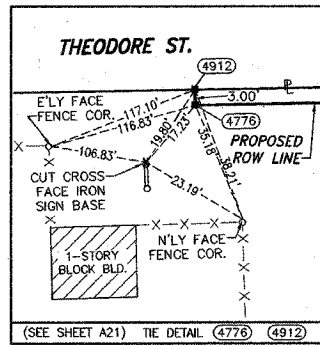 THEODORE ST.
4912
PL
E'LY FACE
FENCE COR.
117.10'
116.83'
3.00'
4776
19.80'
17.23'
35.18'
38.21'
PROPOSED
ROW LINE
106.83'
CUT CROSS
FACE IRON
SIGN BASE
23.19'
N'LY FACE
FENCE COR.
1-STORY
BLOCK BLD.
(SEE SHEET A21) TIE DETAIL 4776 4912